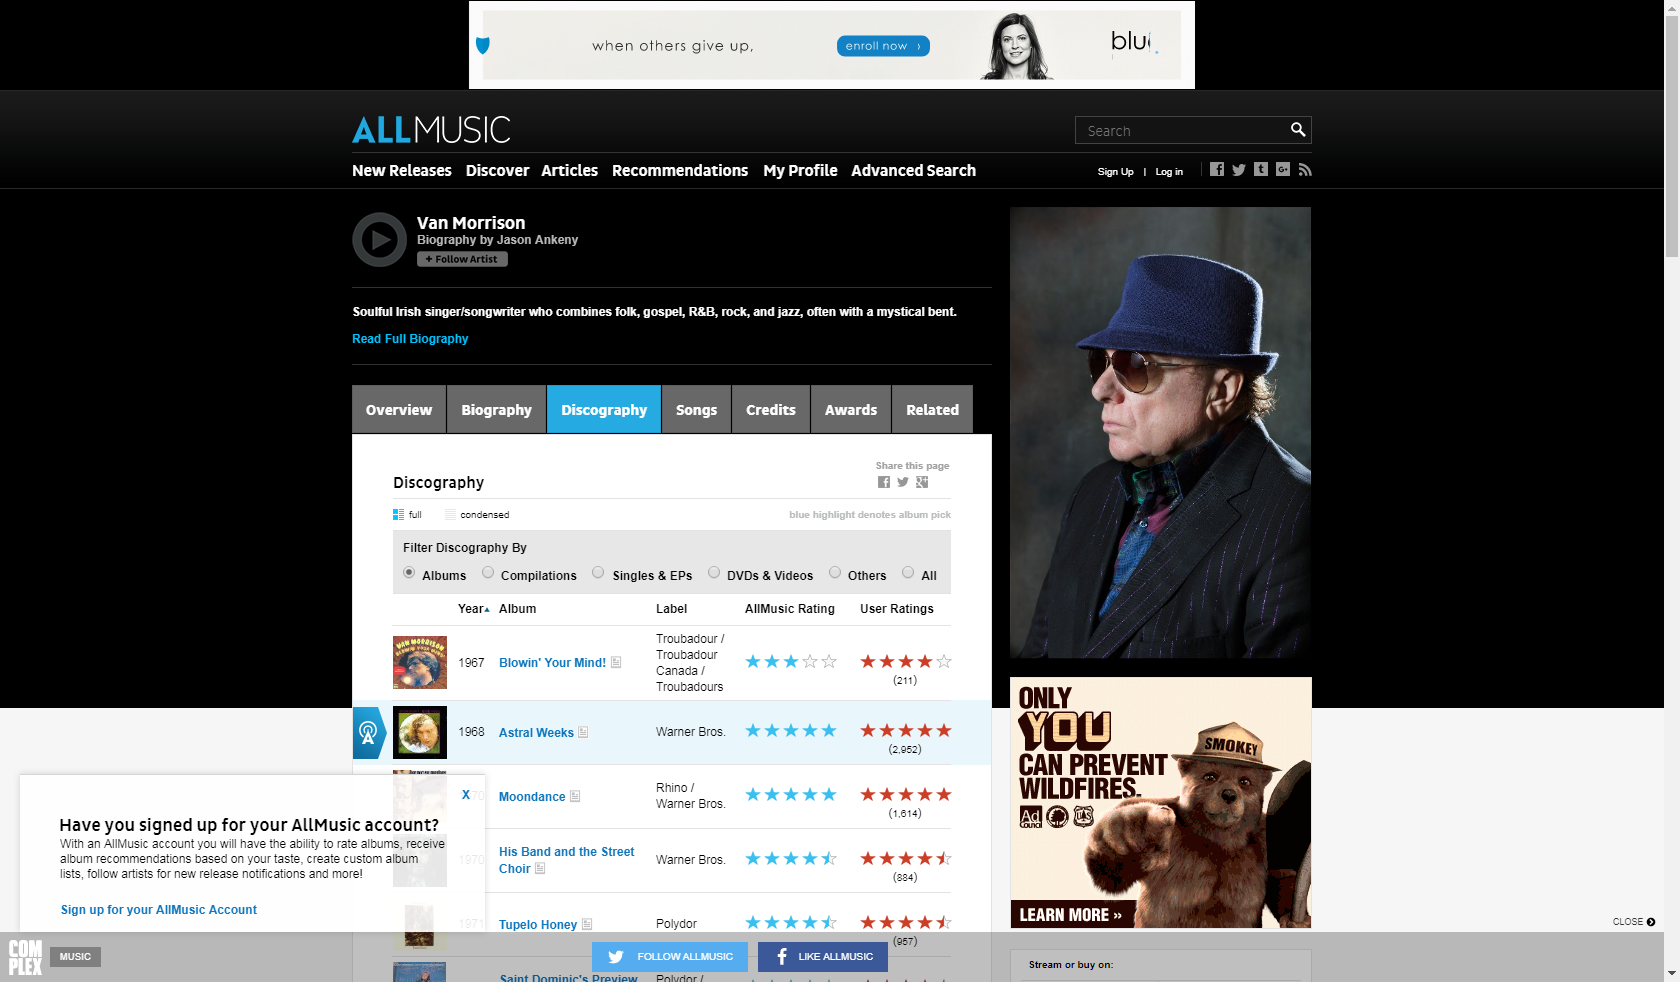 when others give up,
enroll now ›
blu
ALLMUSIC
Search
New Releases Discover Articles Recommendations My Profile Advanced Search
Sign Up | Log in
Van Morrison
Biography by Jason Ankeny
+ Follow Artist
Soulful Irish singer/songwriter who combines folk, gospel, R&B, rock, and jazz, often with a mystical bent.
Read Full Biography
Overview Biography Discography Songs Credits Awards Related
Share this page
Discography
full condensed blue highlight denotes album pick
Filter Discography By
Albums Compilations Singles & EPs DVDs & Videos Others All
Year Album Label AllMusic Rating User Ratings
VAN MORRISON
1967 Blowin' Your Mind! Troubadour / Troubadour Canada / Troubadours (211)
1968 Astral Weeks Warner Bros. (2,952)
1970 Moondance Rhino / Warner Bros. (1,614)
1970 His Band and the Street Choir Warner Bros. (884)
1971 Tupelo Honey Polydor (957)
Saint Dominic's Preview Polydor /
X
Have you signed up for your AllMusic account?
With an AllMusic account you will have the ability to rate albums, receive
album recommendations based on your taste, create custom album
lists, follow artists for new release notifications and more!
Sign up for your AllMusic Account
ONLY
YOU
CAN PREVENT
WILDFIRES.
SMOKEY
Ad
Council
LEARN MORE »
CLOSE
Stream or buy on:
COMPLEX
MUSIC
FOLLOW ALLMUSIC
LIKE ALLMUSIC